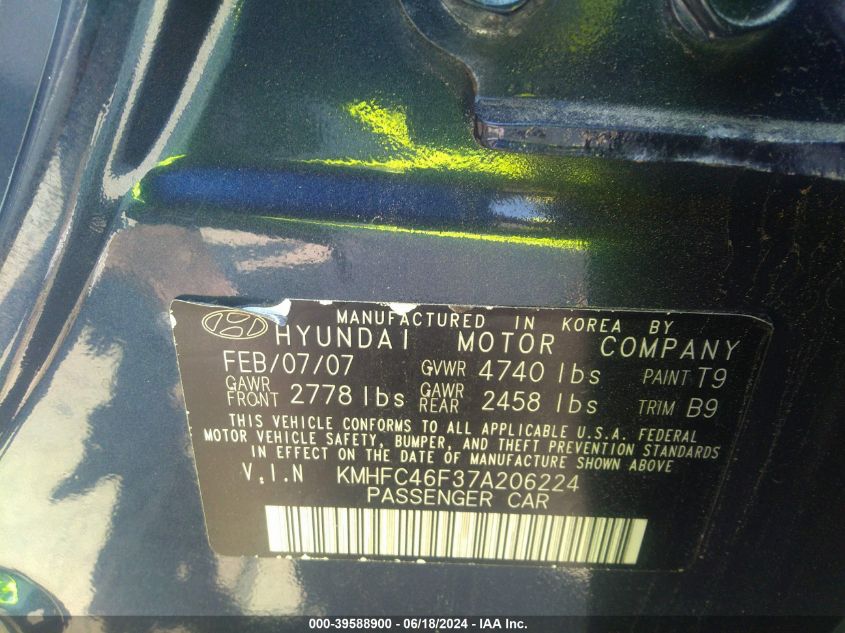 MANUFACTURED IN KOREA BY
HYUNDAI MOTOR COMPANY
FEB/07/07 GVWR 4740 lbs PAINT T9
GAWR FRONT 2778 lbs GAWR REAR 2458 lbs TRIM B9
THIS VEHICLE CONFORMS TO ALL APPLICABLE U.S.A. FEDERAL
MOTOR VEHICLE SAFETY, BUMPER, AND THEFT PREVENTION STANDARDS
IN EFFECT ON THE DATE OF MANUFACTURE SHOWN ABOVE
V.I.N KMHFC46F37A206224
PASSENGER CAR
000-39588900 - 06/18/2024 - IAA Inc.